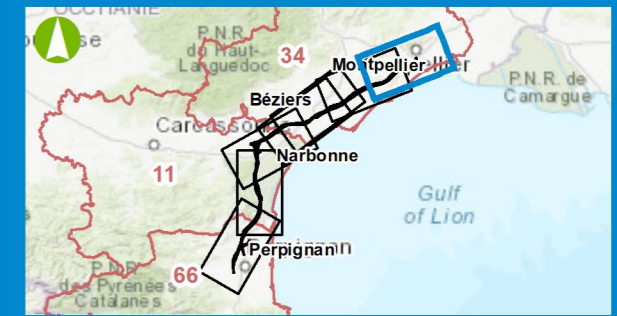 OCCITANIE
P.N.R.
du Haut-
Languedoc
34
Montpellier
P.N.R. de
Camargue
Béziers
Carcassonne
Narbonne
11
Gulf
of Lion
Perpignan
66
P.N.R.
des Pyrénées
Catalanes